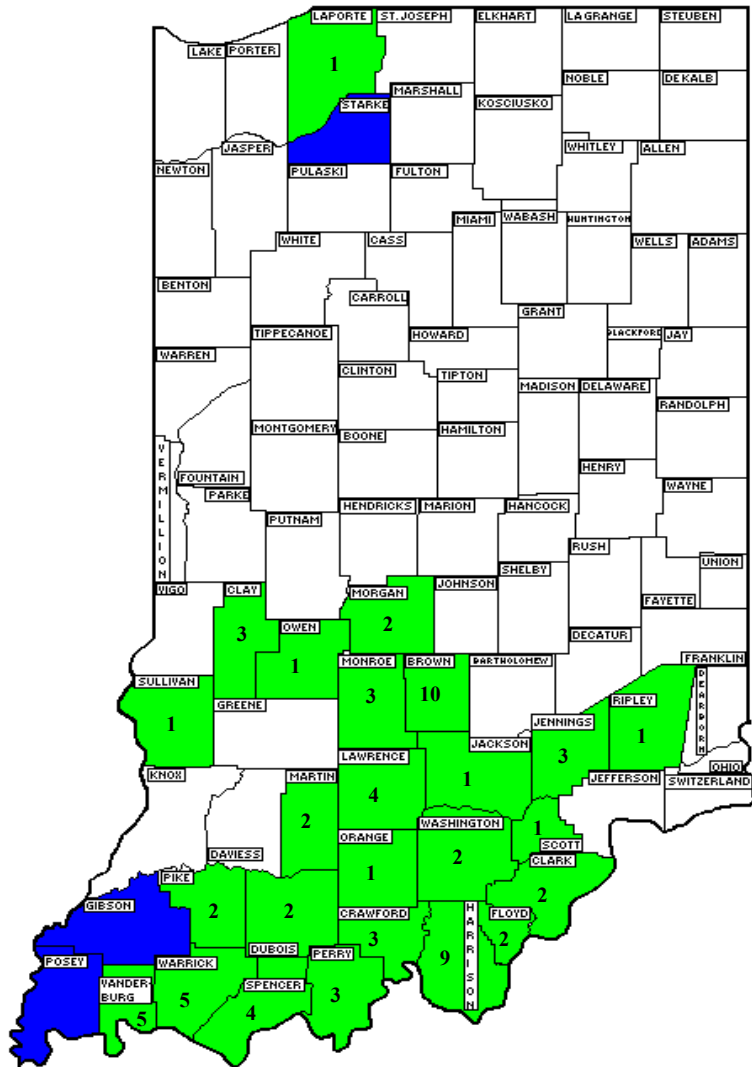 LAPORTE ST. JOSEPH ELKHART LA GRANGE STEUBEN
LAKE PORTER
1
NOBLE DE KALB
MARSHALL
STARKE KOSCIUSKO
JASPER WHITLEY ALLEN
NEWTON PULASKI FULTON
MIAMI WABASH HUNTINGTON
WHITE CASS WELLS ADAMS
BENTON
CARROLL
GRANT
TIPPECANOE HOWARD BLACKFORD JAY
WARREN
CLINTON
TIPTON
MADISON DELAWARE
RANDOLPH
MONTGOMERY BOONE HAMILTON
VERMILLION
HENRY
FOUNTAIN
PARKE WAYNE
HENDRICKS MARION HANCOCK
PUTNAM
RUSH
SHELBY UNION
VIGO CLAY MORGAN JOHNSON
FAYETTE
2
OWEN
DECATUR
3
1 MONROE BROWN BARTHOLOMEW FRANKLIN
SULLIVAN
3 10
DEARBORN
RIPLEY
GREENE
1
JENNINGS
1
JACKSON
3
LAWRENCE
OHIO
KNOX MARTIN 1 JEFFERSON SWITZERLAND
4
2
WASHINGTON 1
ORANGE
SCOTT
DAVIESS 2 CLARK
1
PIKE
2
GIBSON 2 2
CRAWFORD FLOYD
HARRISON
3 2
DUBOIS PERRY
POSEY WARRICK 9
VANDER-
BURG
SPENCER
5 3
5 4